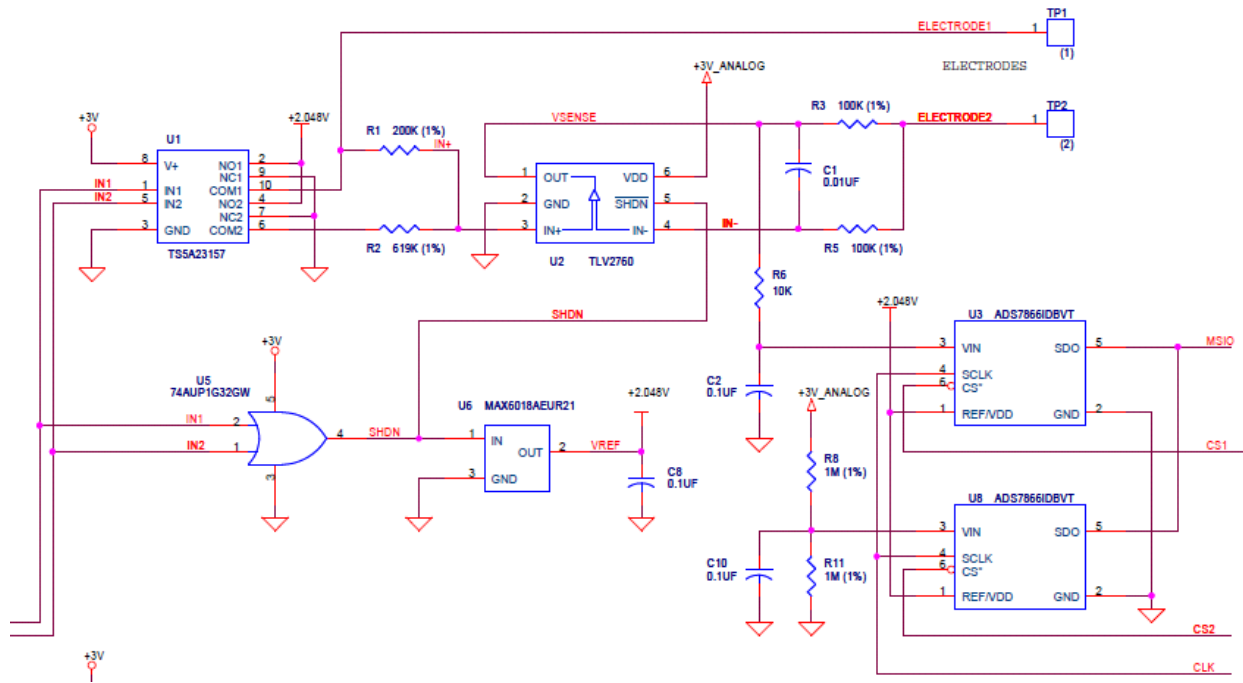 ELECTRODE1
1
TP1
(1)
ELECTRODES
+3V_ANALOG
+3V
+2.048V
U1
8
V+
NO1
2
NC1
9
IN1
1
IN1
COM1
10
IN2
5
IN2
NO2
4
NC2
7
3
GND
COM2
6
TS5A23157
R1
200K (1%)
IN+
R2
619K (1%)
VSENSE
1
OUT
VDD
6
2
GND
SHDN
5
3
IN+
IN-
4
U2
TLV2760
R3
100K (1%)
C1
0.01UF
IN-
R5
100K (1%)
ELECTRODE2
1
TP2
(2)
R6
10K
SHDN
+3V
U5
74AUP1G32GW
5
IN1
2
IN2
1
4
SHDN
3
U6
MAX6018AEUR21
1
IN
OUT
2
VREF
3
GND
+2.048V
C8
0.1UF
C2
0.1UF
+3V_ANALOG
R8
1M (1%)
C10
0.1UF
R11
1M (1%)
+2.048V
U3
ADS7866IDBVT
3
VIN
SDO
5
MSIO
4
SCLK
6
CS*
1
REF/VDD
GND
2
CS1
U8
ADS7866IDBVT
3
VIN
SDO
5
4
SCLK
6
CS*
1
REF/VDD
GND
2
CS2
CLK
+3V